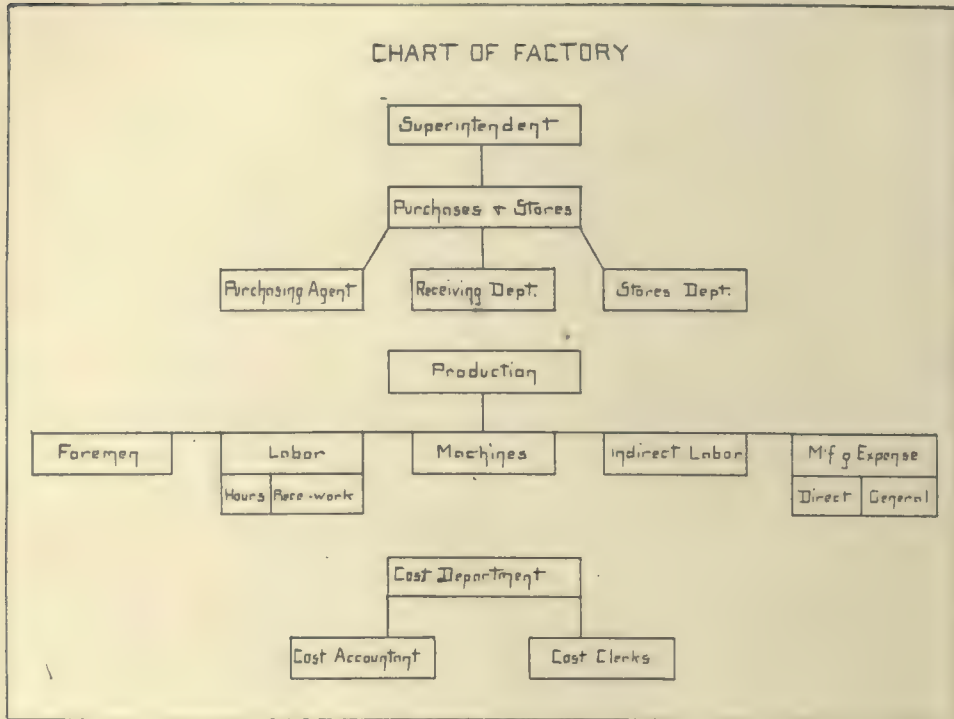 CHART OF FACTORY
Superintendent
Purchases & Stores
Purchasing Agent Receiving Dept. Stores Dept.
Production
Foremen Labor Machines Indirect Labor M'f'g Expense
Hours Piece-work Direct General
Cost Department
Cost Accountant Cost Clerks